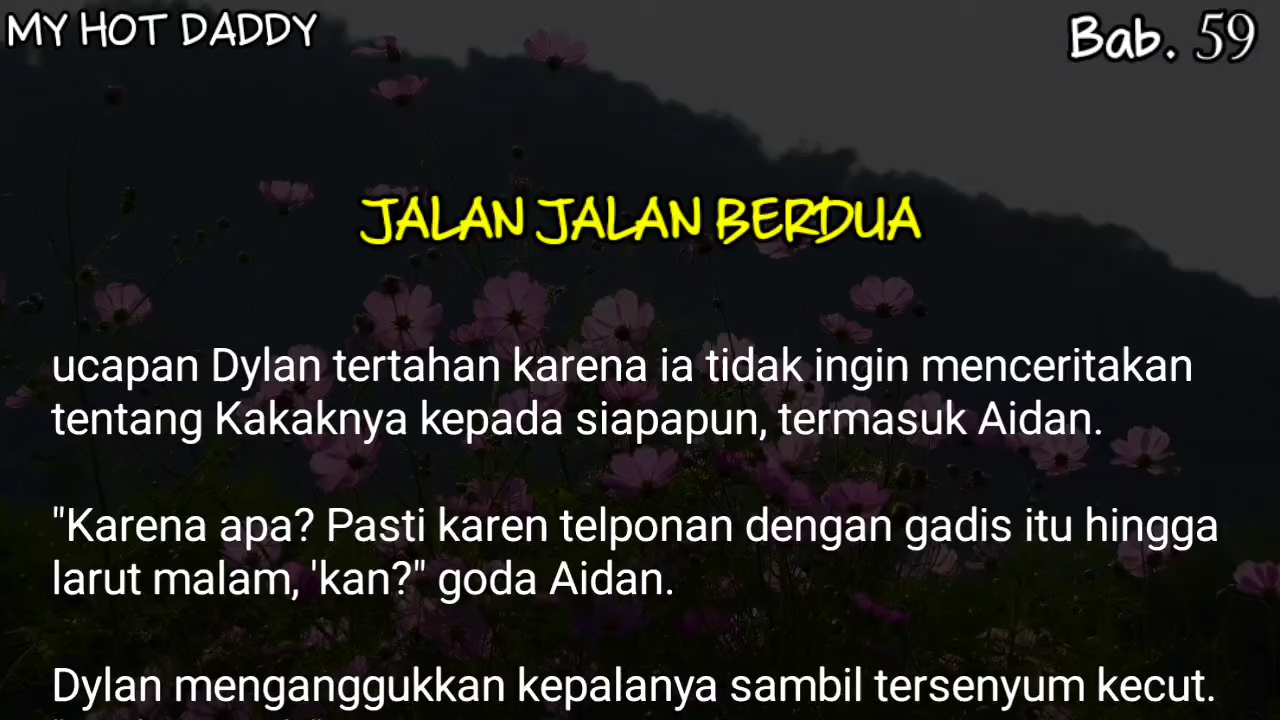 MY HOT DADDY
Bab. 59
JALAN JALAN BERDUA
ucapan Dylan tertahan karena ia tidak ingin menceritakan
tentang Kakaknya kepada siapapun, termasuk Aidan.
"Karena apa? Pasti karen telponan dengan gadis itu hingga
larut malam, 'kan?" goda Aidan.
Dylan menganggukkan kepalanya sambil tersenyum kecut.